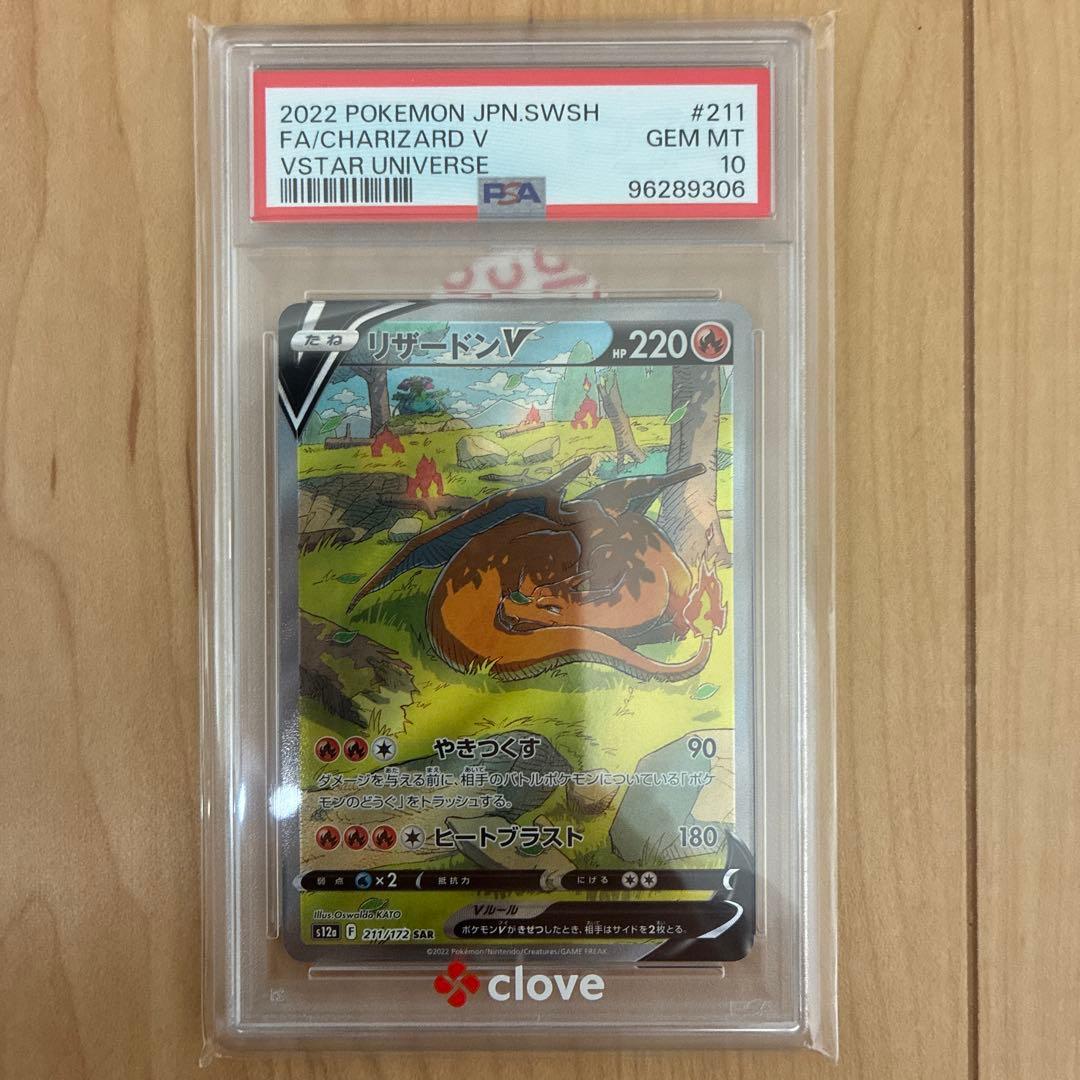 2022 POKEMON JPN.SWSH #211
FA/CHARIZARD V GEM MT
VSTAR UNIVERSE 10
PSA 96289306
たね リザードンV HP 220
やきつくす 90
ダメージを与える前に、相手のバトルポケモンについている「ポケ
モンのどうぐ」をトラッシュする。
ヒートブラスト 180
弱点 ×2 抵抗力 にげる
Illus. Oswaldo KATO Vルール
s12a F 211/172 SAR ポケモンVがきぜつしたとき、相手はサイドを2枚とる。
©2022 Pokémon/Nintendo/Creatures/GAME FREAK.
clove